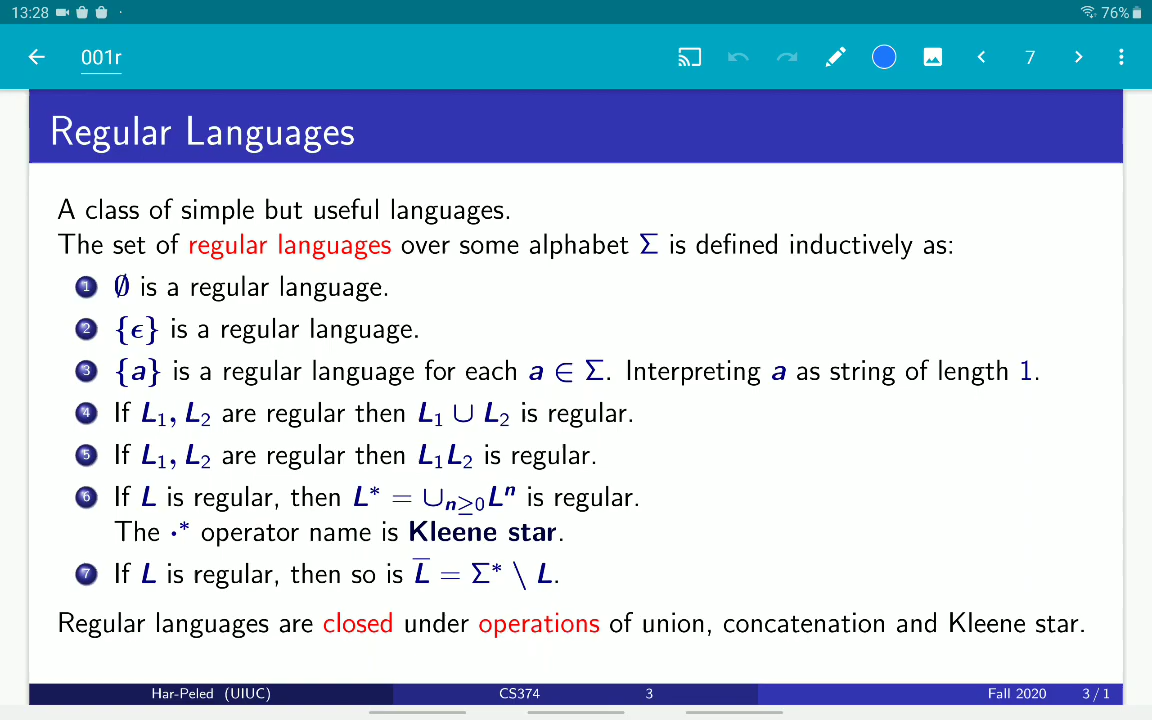 13:28
76%
001r
7
Regular Languages
A class of simple but useful languages.
The set of regular languages over some alphabet Σ is defined inductively as:
1 ∅ is a regular language.
2 {ϵ} is a regular language.
3 {a} is a regular language for each a ∈ Σ. Interpreting a as string of length 1.
4 If L₁, L₂ are regular then L₁ ∪ L₂ is regular.
5 If L₁, L₂ are regular then L₁L₂ is regular.
6 If L is regular, then L* = ∪ₙ≥₀Lⁿ is regular.
The ·* operator name is Kleene star.
7 If L is regular, then so is L̅ = Σ* \ L.
Regular languages are closed under operations of union, concatenation and Kleene star.
Har-Peled (UIUC) CS374 3 Fall 2020 3 / 1